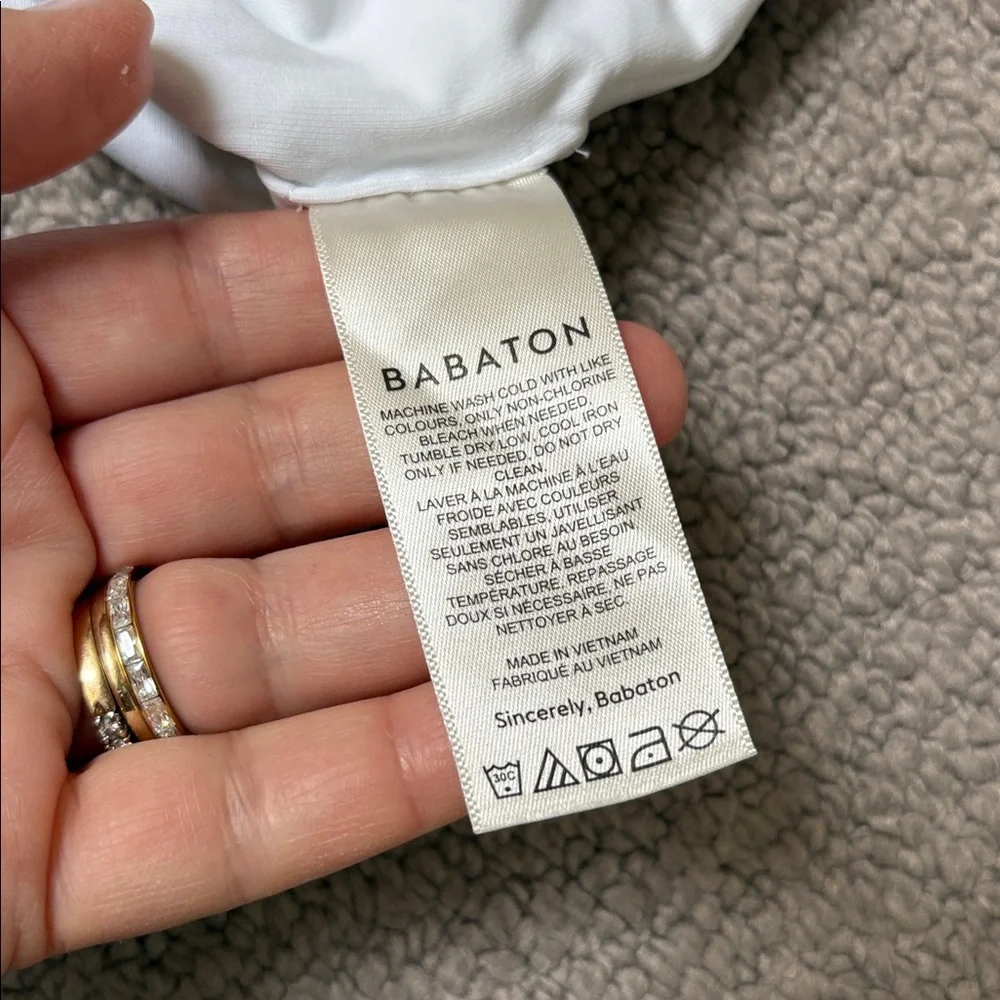 BABATON
MACHINE WASH COLD WITH LIKE
COLOURS, ONLY NON-CHLORINE
BLEACH WHEN NEEDED,
TUMBLE DRY LOW, COOL IRON
ONLY IF NEEDED, DO NOT DRY
CLEAN.
LAVER À LA MACHINE À L'EAU
FROIDE AVEC COULEURS
SEMBLABLES, UTILISER
SEULEMENT UN JAVELLISANT
SANS CHLORE AU BESOIN,
SÉCHER À BASSE
TEMPÉRATURE, REPASSAGE
DOUX SI NÉCESSAIRE, NE PAS
NETTOYER À SEC.
MADE IN VIETNAM
FABRIQUÉ AU VIETNAM
Sincerely, Babaton
30C